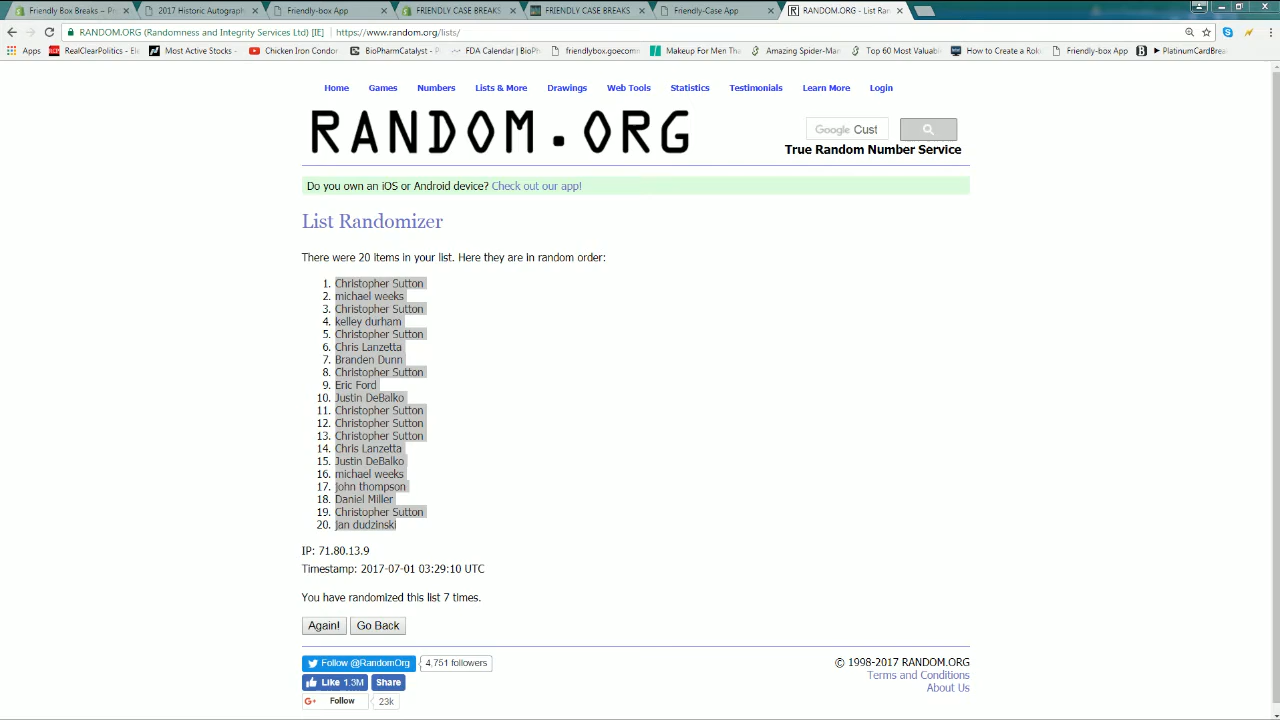 Friendly Box Breaks – Pr
2017 Historic Autograph
Friendly-box App
FRIENDLY CASE BREAKS
FRIENDLY CASE BREAKS
Friendly-Case App
RANDOM.ORG - List Ra
RANDOM.ORG (Randomness and Integrity Services Ltd) [IE]
https://www.random.org/lists/
Apps
RealClearPolitics - El
Most Active Stocks -
Chicken Iron Condor
BioPharmCatalyst - P
FDA Calendar | BioPh
friendlybox.goecomm
Makeup For Men Tha
Amazing Spider-Man
Top 60 Most Valuabl
How to Create a Rok
Friendly-box App
PlatinumCardBrea
Home
Games
Numbers
Lists & More
Drawings
Web Tools
Statistics
Testimonials
Learn More
Login
RANDOM.ORG
Google Cust
True Random Number Service
Do you own an iOS or Android device? Check out our app!
List Randomizer
There were 20 items in your list. Here they are in random order:
1. Christopher Sutton
2. michael weeks
3. Christopher Sutton
4. kelley durham
5. Christopher Sutton
6. Chris Lanzetta
7. Branden Dunn
8. Christopher Sutton
9. Eric Ford
10. Justin DeBalko
11. Christopher Sutton
12. Christopher Sutton
13. Christopher Sutton
14. Chris Lanzetta
15. Justin DeBalko
16. michael weeks
17. john thompson
18. Daniel Miller
19. Christopher Sutton
20. jan dudzinski
IP: 71.80.13.9
Timestamp: 2017-07-01 03:29:10 UTC
You have randomized this list 7 times.
Again!
Go Back
Follow @RandomOrg
4,751 followers
Like 1.3M
Share
Follow
23k
© 1998-2017 RANDOM.ORG
Terms and Conditions
About Us